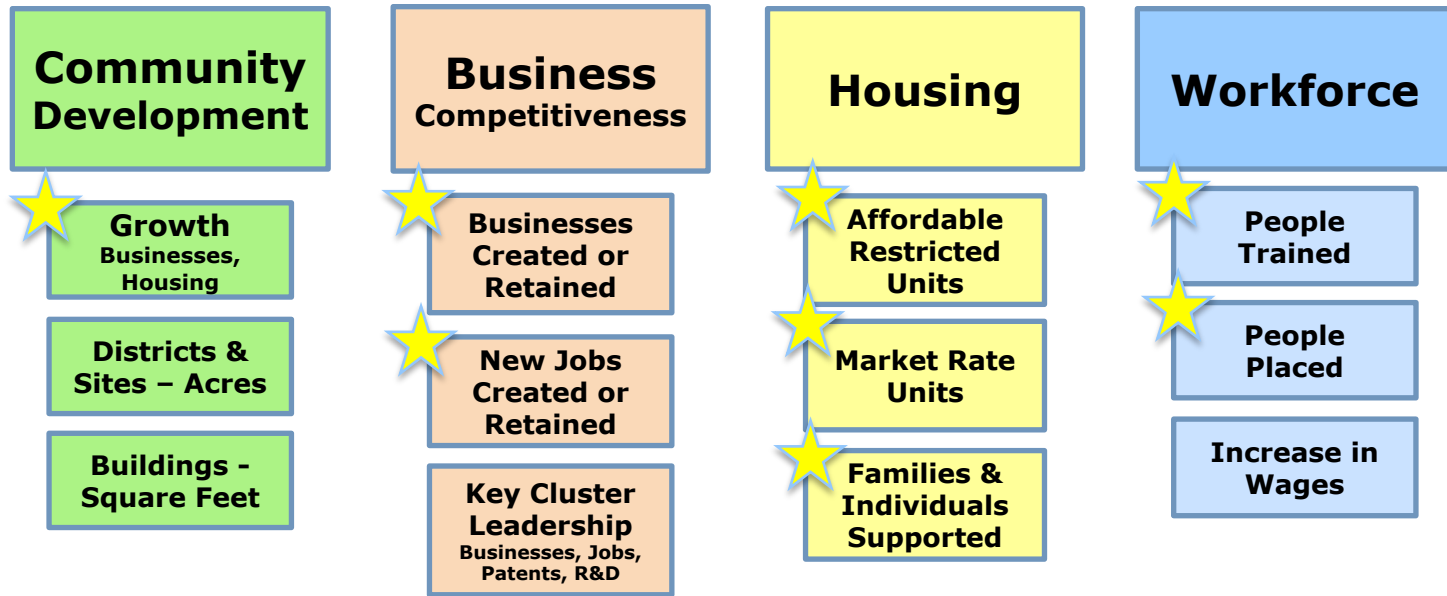 Community
Development
Growth
Businesses,
Housing
Districts &
Sites – Acres
Buildings -
Square Feet
Business
Competitiveness
Businesses
Created or
Retained
New Jobs
Created or
Retained
Key Cluster
Leadership
Businesses, Jobs,
Patents, R&D
Housing
Affordable
Restricted
Units
Market Rate
Units
Families &
Individuals
Supported
Workforce
People
Trained
People
Placed
Increase in
Wages